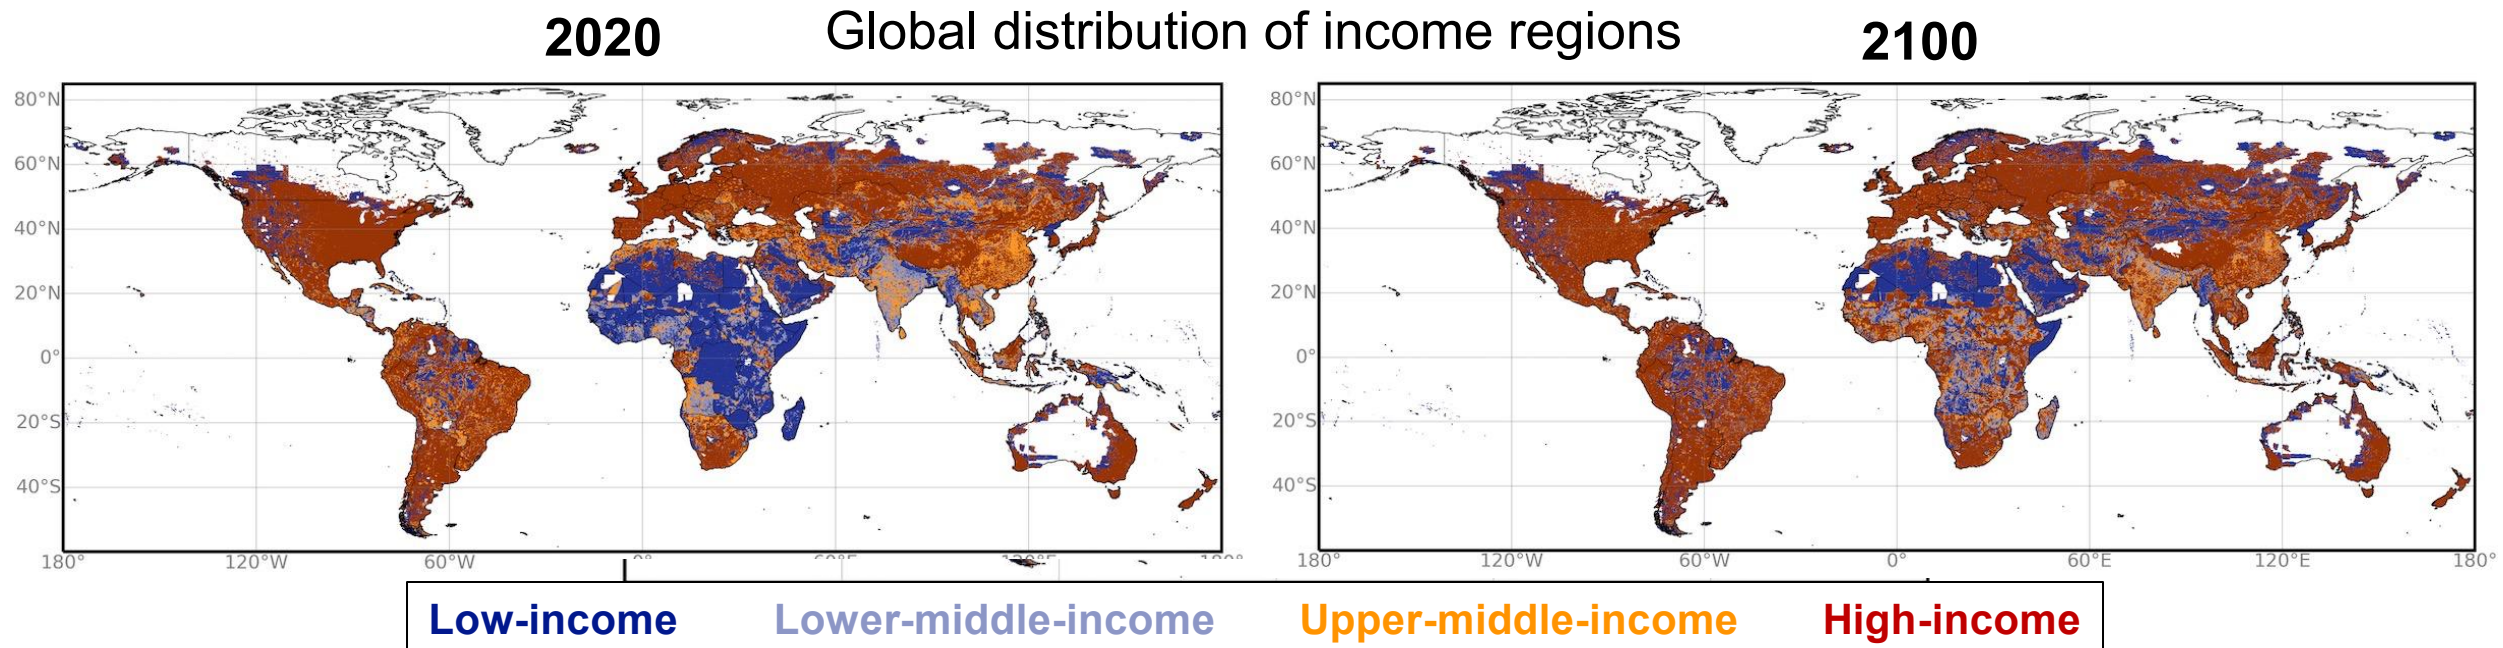 2020 Global distribution of income regions 2100
80°N 80°N
60°N 60°N
40°N 40°N
20°N 20°N
0° 0°
20°S 20°S
40°S 40°S
180° 120°W 60°W 180° 120°W 60°W 0° 60°E 120°E 180°
Low-income Lower-middle-income Upper-middle-income High-income